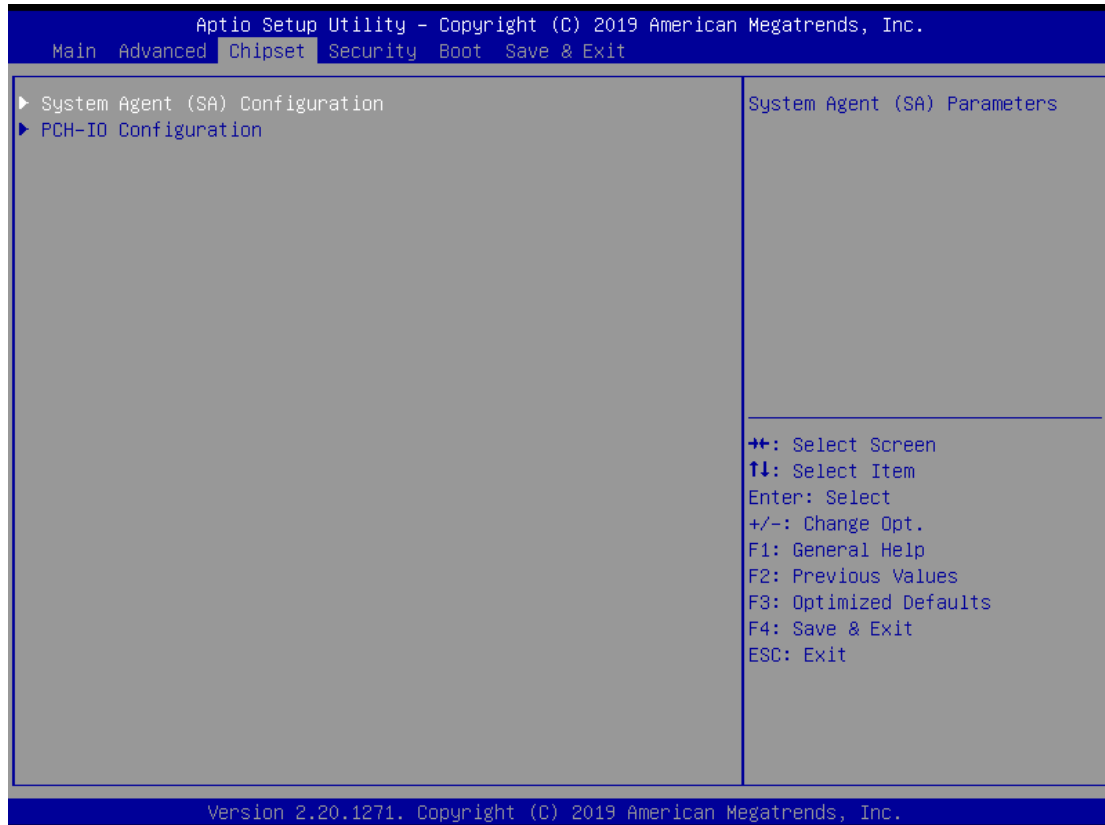 Aptio Setup Utility – Copyright (C) 2019 American Megatrends, Inc.
Main Advanced Chipset Security Boot Save & Exit
▶ System Agent (SA) Configuration
▶ PCH-IO Configuration
System Agent (SA) Parameters
→←: Select Screen
↑↓: Select Item
Enter: Select
+/-: Change Opt.
F1: General Help
F2: Previous Values
F3: Optimized Defaults
F4: Save & Exit
ESC: Exit
Version 2.20.1271. Copyright (C) 2019 American Megatrends, Inc.